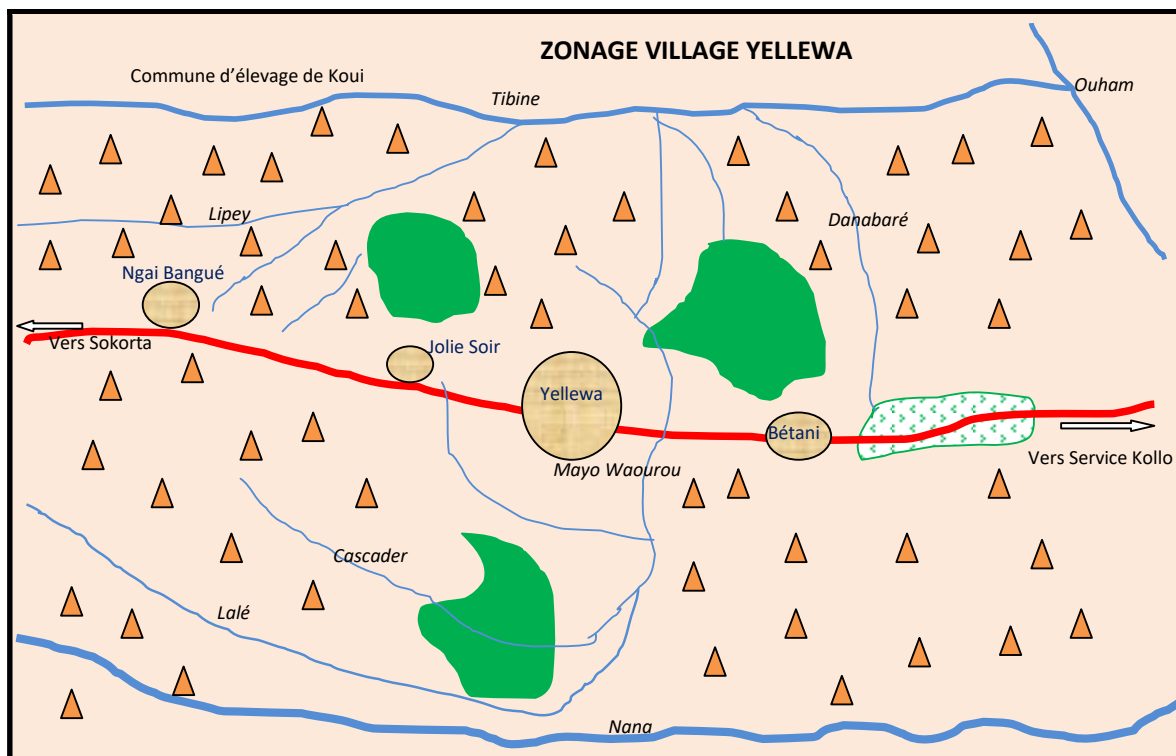 ZONAGE VILLAGE YELLEWA
Commune d'élevage de Koui
Tibine
Ouham
Lipey
Danabaré
Ngai Bangué
Vers Sokorta
Jolie Soir
Yellewa
Bétani
Vers Service Kollo
Mayo Waourou
Cascader
Lalé
Nana